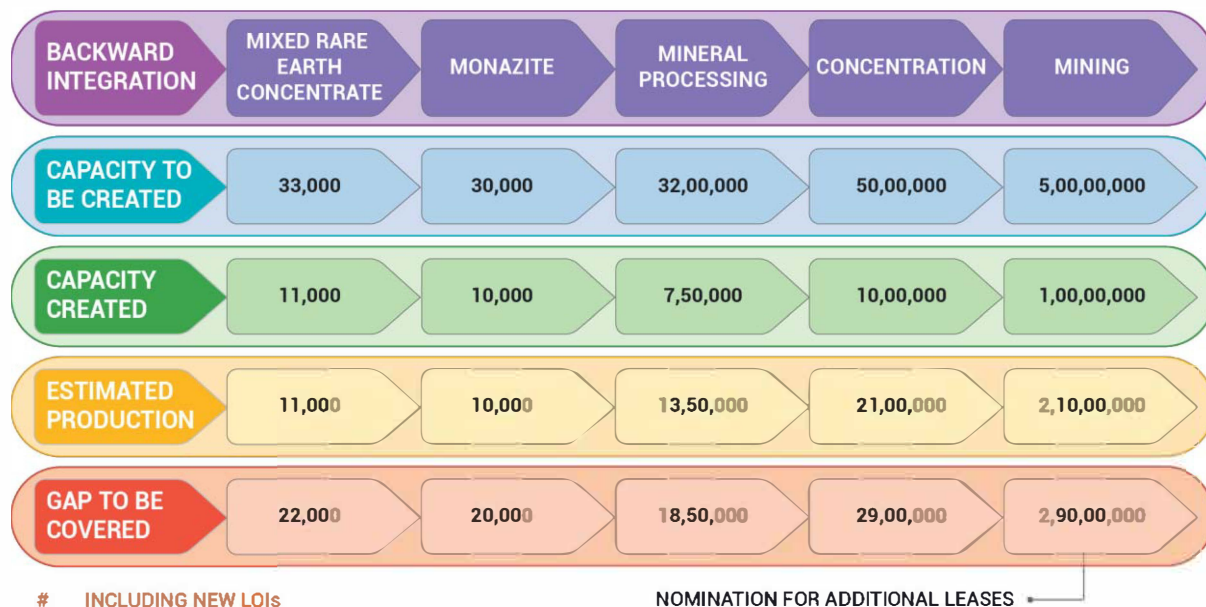 BACKWARD
INTEGRATION
MIXED RARE
EARTH
CONCENTRATE
MONAZITE
MINERAL
PROCESSING
CONCENTRATION
MINING
CAPACITY TO
BE CREATED
33,000
30,000
32,00,000
50,00,000
5,00,00,000
CAPACITY
CREATED
11,000
10,000
7,50,000
10,00,000
1,00,00,000
ESTIMATED
PRODUCTION
11,000
10,000
13,50,000
21,00,000
2,10,00,000
GAP TO BE
COVERED
22,000
20,000
18,50,000
29,00,000
2,90,00,000
# INCLUDING NEW LOIs
NOMINATION FOR ADDITIONAL LEASES